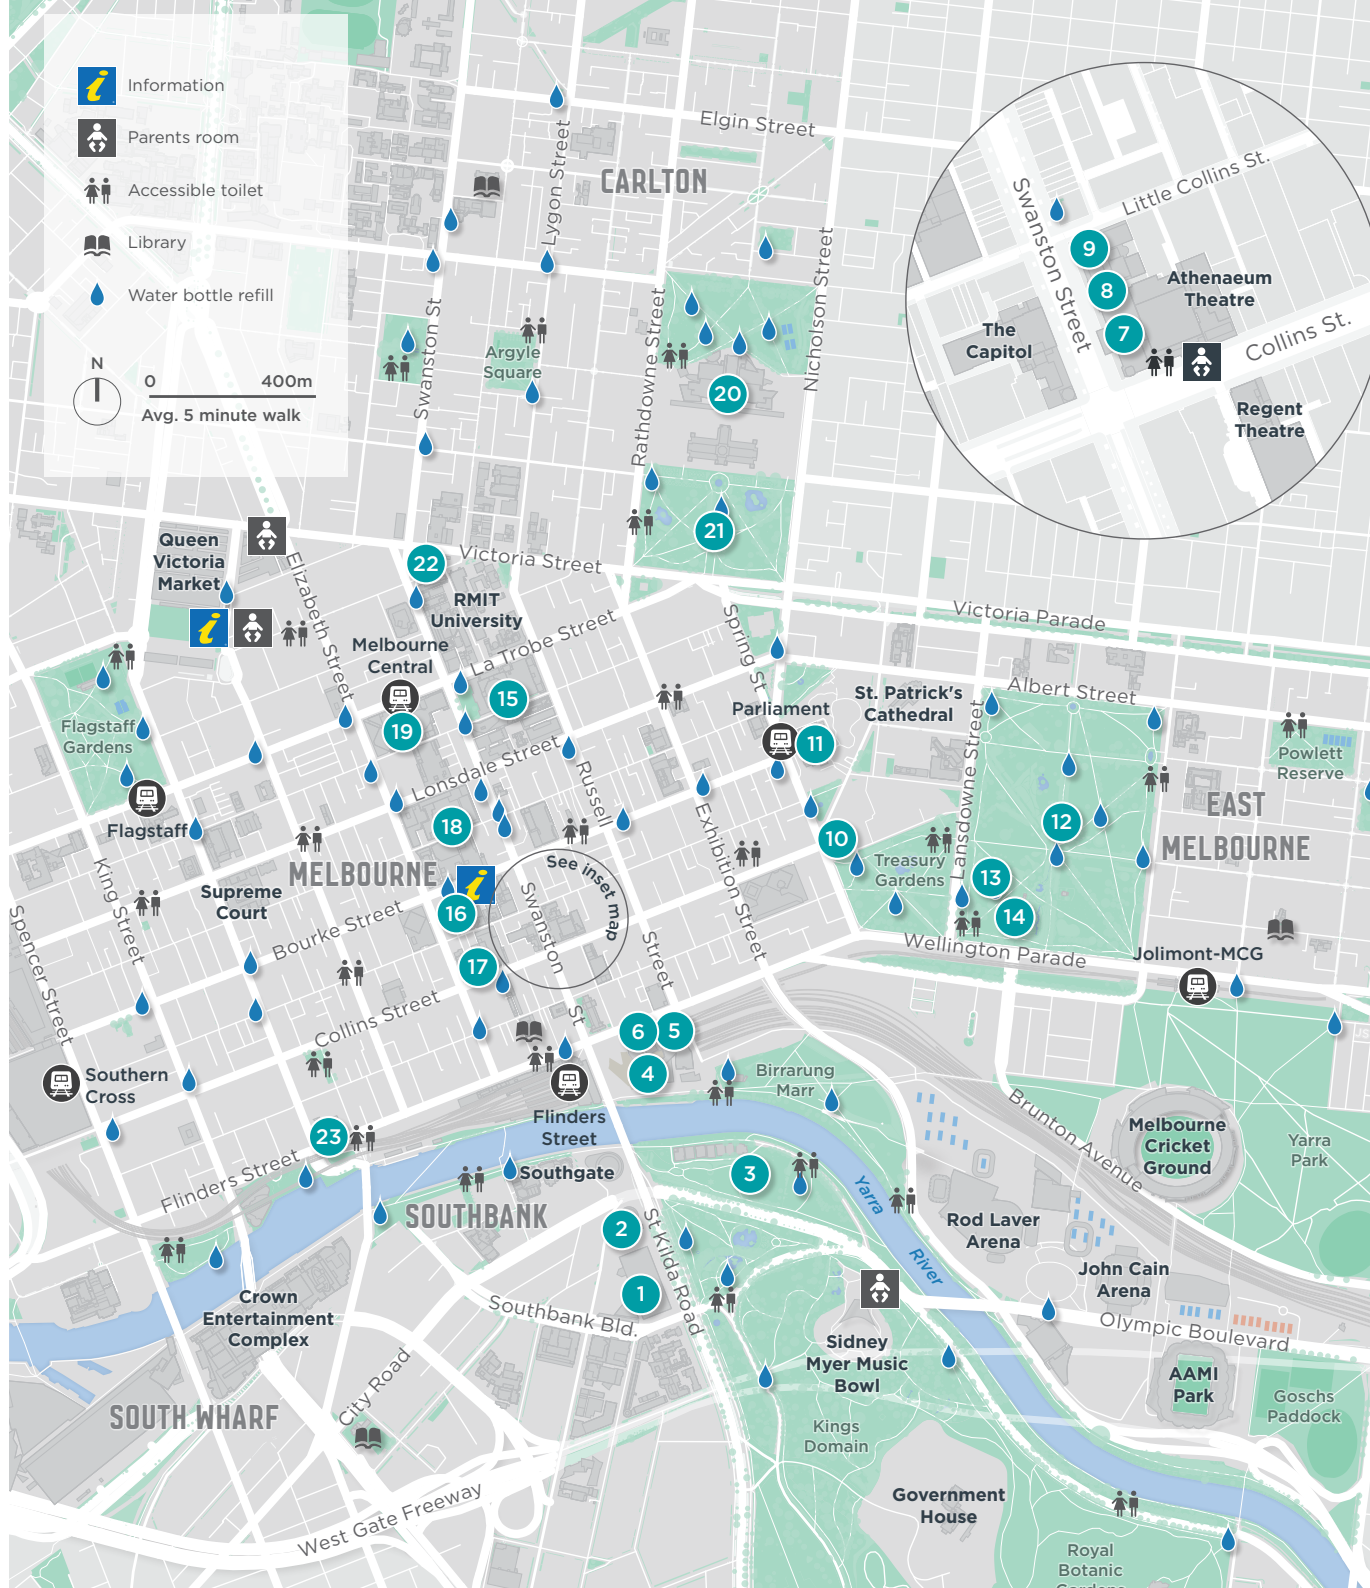 Information
Parents room
Accessible toilet
Library
Water bottle refill
N
0 400m
Avg. 5 minute walk
Elgin Street
CARLTON
Lygon Street
Swanston St
Argyle
Square
Rathdowne Street
Nicholson Street
20
21
Little Collins St.
Swanston Street
9
8
7
Athenaeum
Theatre
The
Capitol
Collins St.
Regent
Theatre
Queen
Victoria
Market
Elizabeth Street
22
Victoria Street
RMIT
University
Melbourne
Central
La Trobe Street
15
19
Spring St
Victoria Parade
Albert Street
St. Patrick's
Cathedral
Parliament
11
Lansdowne Street
Powlett
Reserve
EAST
MELBOURNE
Flagstaff
Gardens
Flagstaff
Lonsdale Street
Russell
Street
18
Exhibition Street
10
12
13
14
Treasury
Gardens
King Street
Spencer Street
Supreme
Court
MELBOURNE
Bourke Street
16
17
See inset map
Swanston
St
Wellington Parade
Jolimont-MCG
Collins Street
6
5
4
Southern
Cross
Flinders
Street
Birrarung
Marr
Brunton Avenue
Melbourne
Cricket
Ground
Yarra
Park
23
Flinders Street
Southgate
3
Yarra
River
SOUTHBANK
2
1
St Kilda Road
Rod Laver
Arena
John Cain
Arena
Olympic Boulevard
Crown
Entertainment
Complex
Southbank Bld.
Sidney
Myer Music
Bowl
AAMI
Park
Goschs
Paddock
City Road
SOUTH WHARF
Kings
Domain
West Gate Freeway
Government
House
Royal
Botanic
Gardens